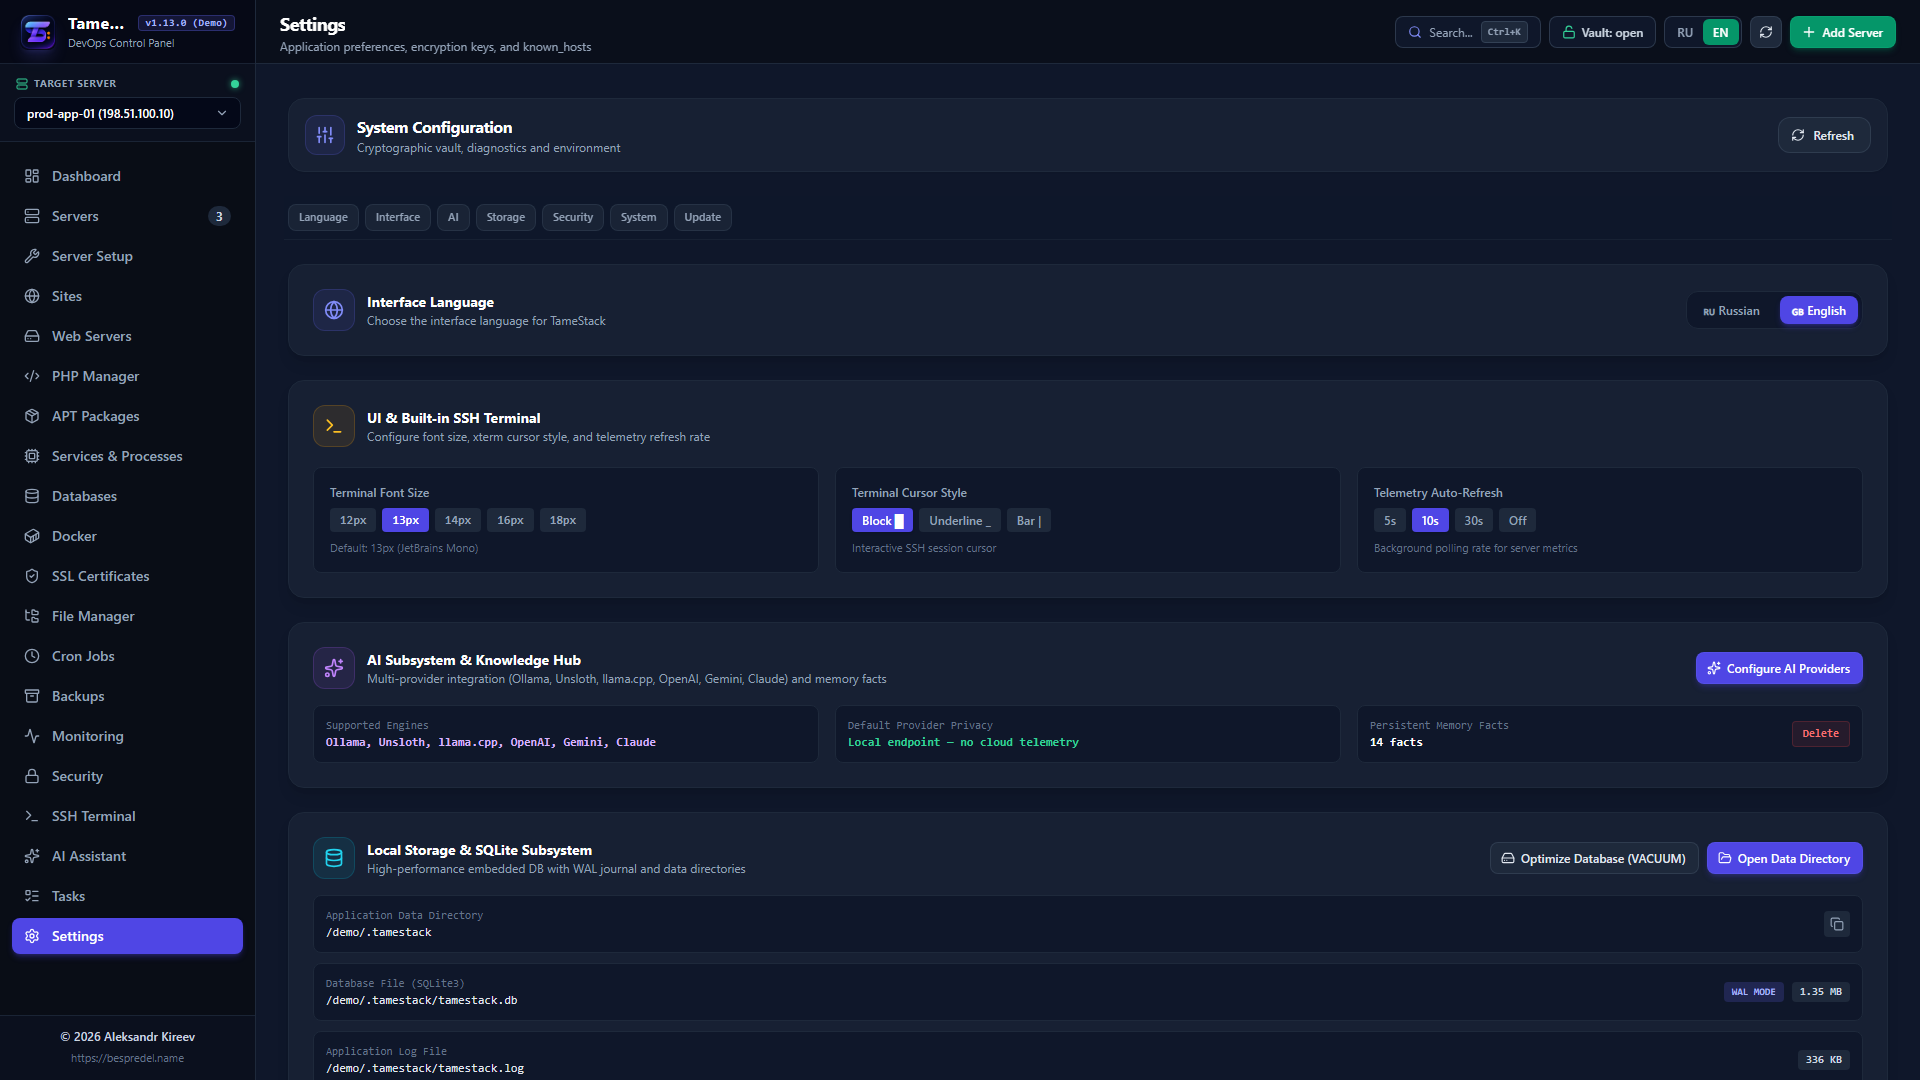 Tame... v1.13.0 (Demo)
DevOps Control Panel
TARGET SERVER
prod-app-01 (198.51.100.10)
Dashboard
Servers 3
Server Setup
Sites
Web Servers
PHP Manager
APT Packages
Services & Processes
Databases
Docker
SSL Certificates
File Manager
Cron Jobs
Backups
Monitoring
Security
SSH Terminal
AI Assistant
Tasks
Settings
© 2026 Aleksandr Kireev
https://bespredel.name
Settings
Application preferences, encryption keys, and known_hosts
Search... Ctrl+K
Vault: open
RU EN
Add Server
System Configuration
Cryptographic vault, diagnostics and environment
Refresh
Language Interface AI Storage Security System Update
Interface Language
Choose the interface language for TameStack
RU Russian GB English
UI & Built-in SSH Terminal
Configure font size, xterm cursor style, and telemetry refresh rate
Terminal Font Size
12px 13px 14px 16px 18px
Default: 13px (JetBrains Mono)
Terminal Cursor Style
Block █ Underline _ Bar |
Interactive SSH session cursor
Telemetry Auto-Refresh
5s 10s 30s Off
Background polling rate for server metrics
AI Subsystem & Knowledge Hub
Multi-provider integration (Ollama, Unsloth, llama.cpp, OpenAI, Gemini, Claude) and memory facts
Configure AI Providers
Supported Engines
Ollama, Unsloth, llama.cpp, OpenAI, Gemini, Claude
Default Provider Privacy
Local endpoint — no cloud telemetry
Persistent Memory Facts
14 facts
Delete
Local Storage & SQLite Subsystem
High-performance embedded DB with WAL journal and data directories
Optimize Database (VACUUM)
Open Data Directory
Application Data Directory
/demo/.tamestack
Database File (SQLite3)
/demo/.tamestack/tamestack.db
WAL MODE 1.35 MB
Application Log File
/demo/.tamestack/tamestack.log
336 KB